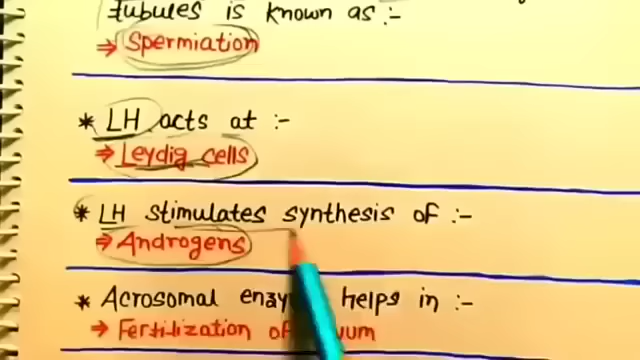 tubules is known as :-
⇒ Spermiation
* LH acts at :-
⇒ Leydig cells
* LH stimulates synthesis of :-
⇒ Androgens
* Acrosomal helps in :-
⇒ Fertilization of